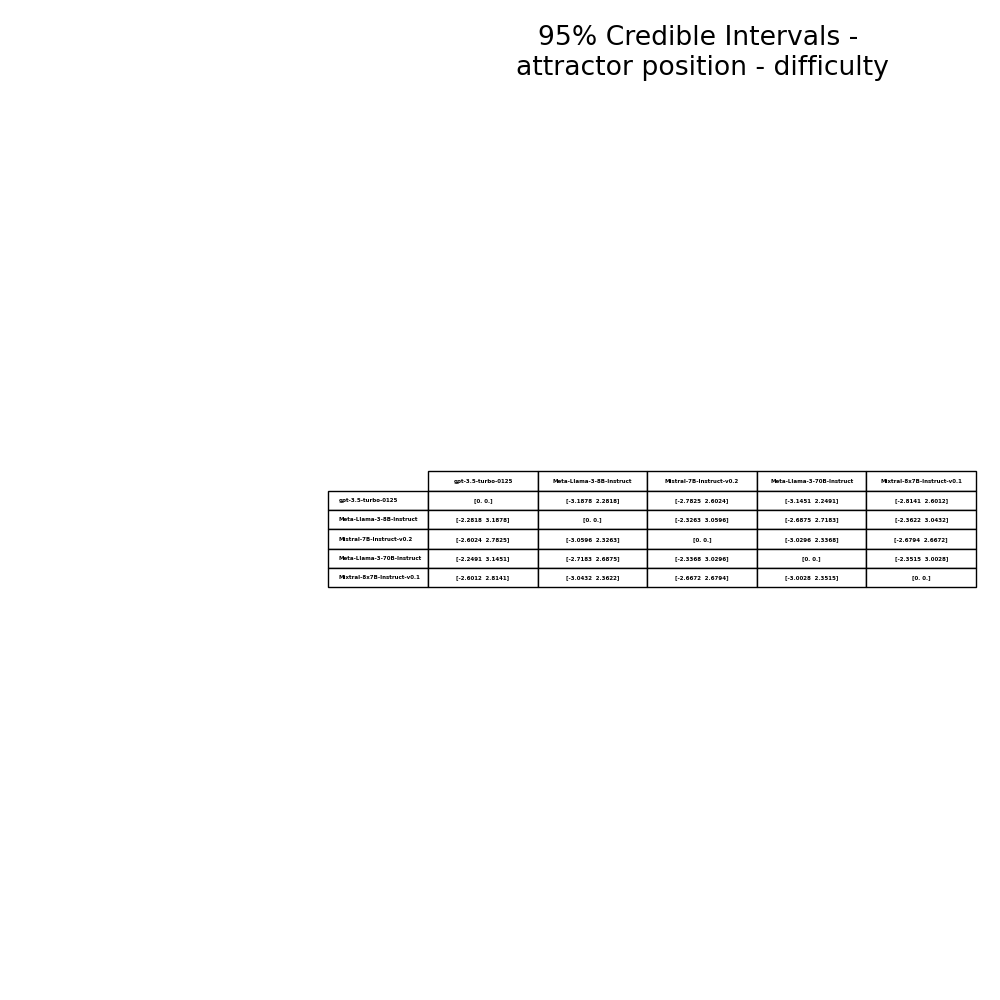 95% Credible Intervals -
attractor position - difficulty
gpt-3.5-turbo-0125 Meta-Llama-3-8B-Instruct Mistral-7B-Instruct-v0.2 Meta-Llama-3-70B-Instruct Mixtral-8x7B-Instruct-v0.1
gpt-3.5-turbo-0125 [0. 0.] [-3.1878 2.2818] [-2.7825 2.6024] [-3.1451 2.2491] [-2.8141 2.6012]
Meta-Llama-3-8B-Instruct [-2.2818 3.1878] [0. 0.] [-2.3263 3.0596] [-2.6875 2.7183] [-2.3622 3.0432]
Mistral-7B-Instruct-v0.2 [-2.6024 2.7825] [-3.0596 2.3263] [0. 0.] [-3.0296 2.3368] [-2.6794 2.6672]
Meta-Llama-3-70B-Instruct [-2.2491 3.1451] [-2.7183 2.6875] [-2.3368 3.0296] [0. 0.] [-2.3515 3.0028]
Mixtral-8x7B-Instruct-v0.1 [-2.6012 2.8141] [-3.0432 2.3622] [-2.6672 2.6794] [-3.0028 2.3515] [0. 0.]